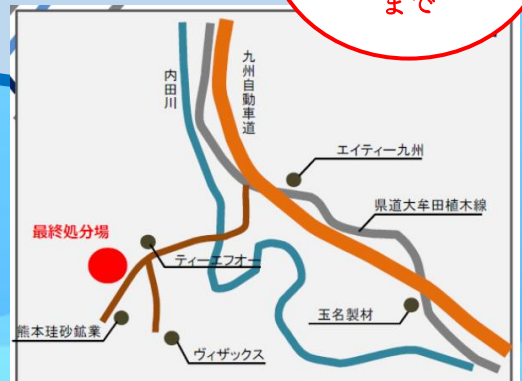 まで
内田川
九州自動車道
エイティー九州
県道大牟田植木線
最終処分場
ティーエフオー
玉名製材
熊本珪砂鉱業
ヴィザックス